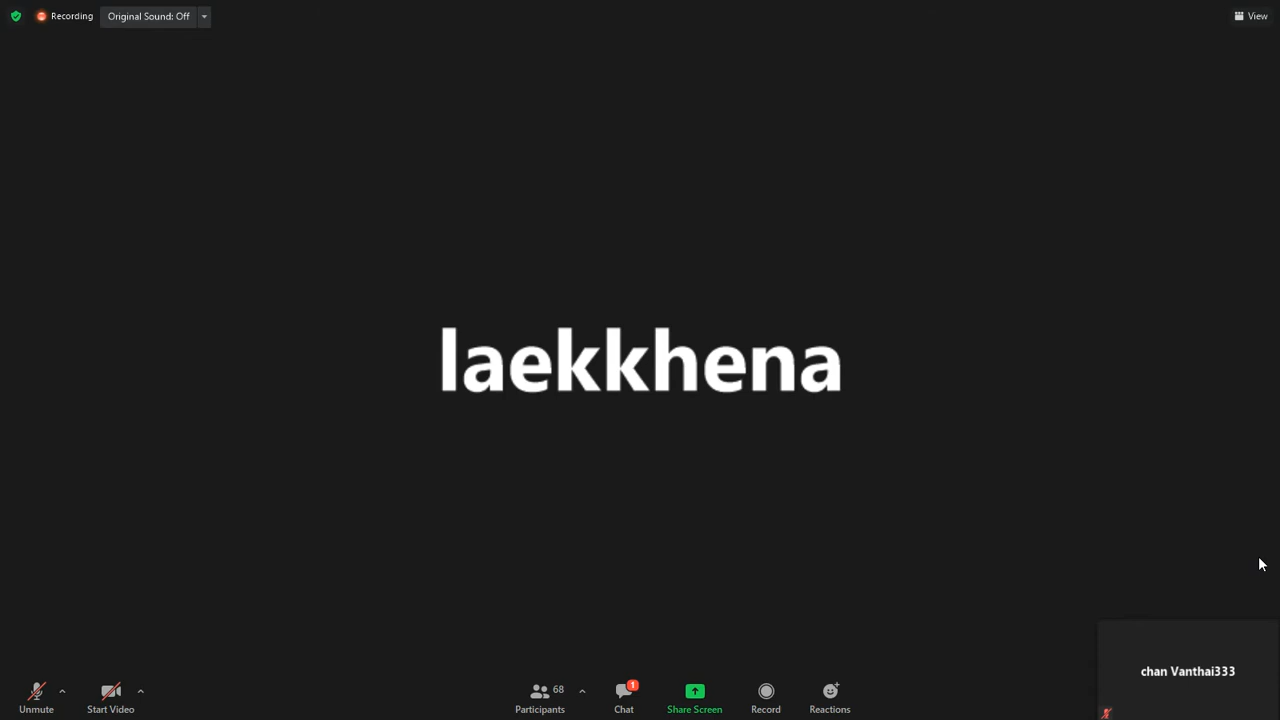 Recording
Original Sound: Off
View
laekkhena
chan Vanthai333
Unmute
Start Video
68
Participants
1
Chat
Share Screen
Record
Reactions